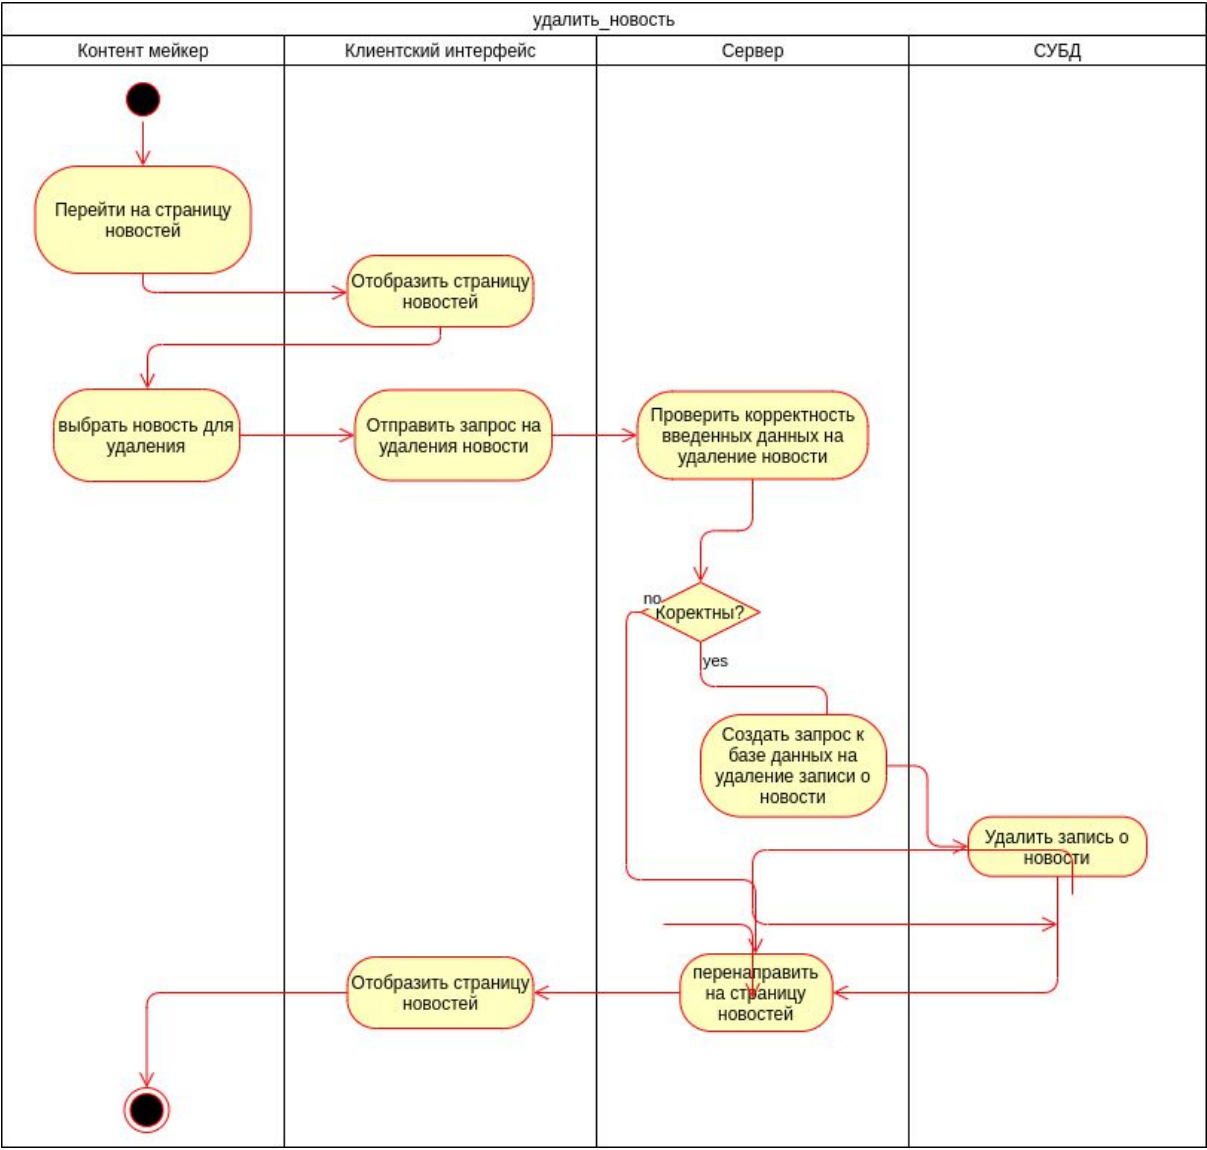 удалить_новость
Контент мейкер
Клиентский интерфейс
Сервер
СУБД
Перейти на страницу
новостей
Отобразить страницу
новостей
выбрать новость для
удаления
Отправить запрос на
удаления новости
Проверить корректность
введенных данных на
удаление новости
no
Коректны?
yes
Создать запрос к
базе данных на
удаление записи о
новости
Удалить запись о
новости
перенаправить
на страницу
новостей
Отобразить страницу
новостей